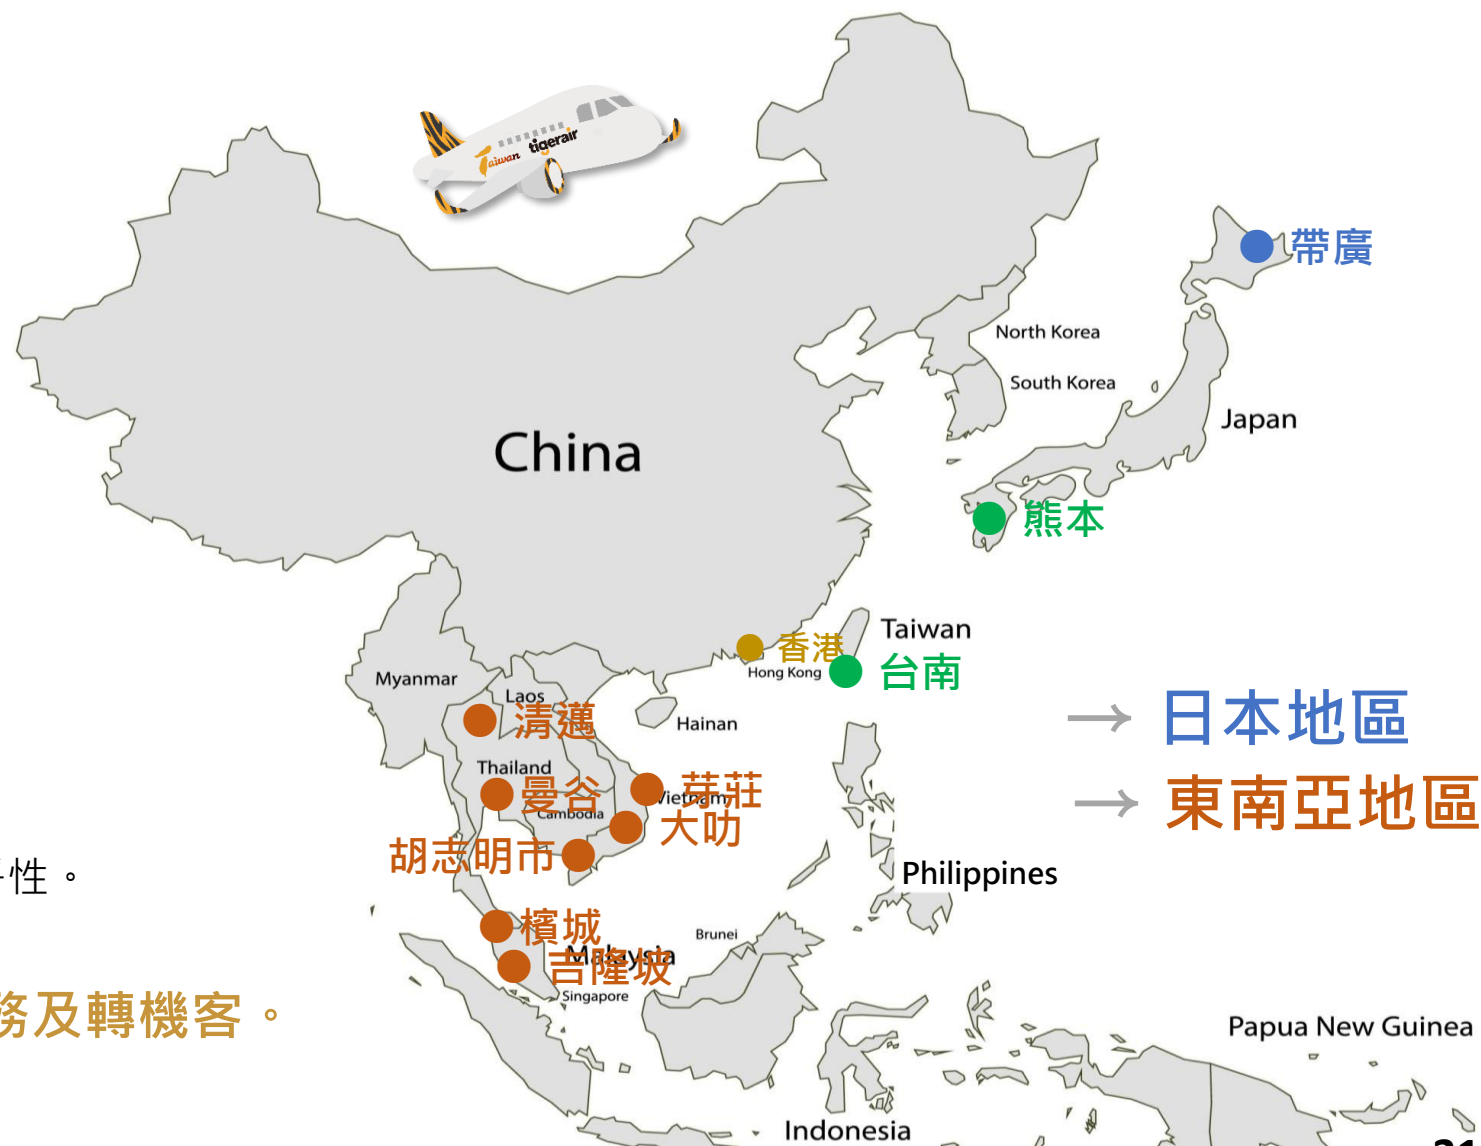 Taiwan tigerair
帶廣
North Korea
South Korea
Japan
China
熊本
Taiwan
香港
台南
Hong Kong
Myanmar
Laos
清邁
Hainan
日本地區
Thailand
曼谷
芽莊
Vietnam
Cambodia
大叻
東南亞地區
胡志明市
性。
Philippines
檳城
Brunei
Malaysia
吉隆坡
Singapore
務及轉機客。
Papua New Guinea
Indonesia